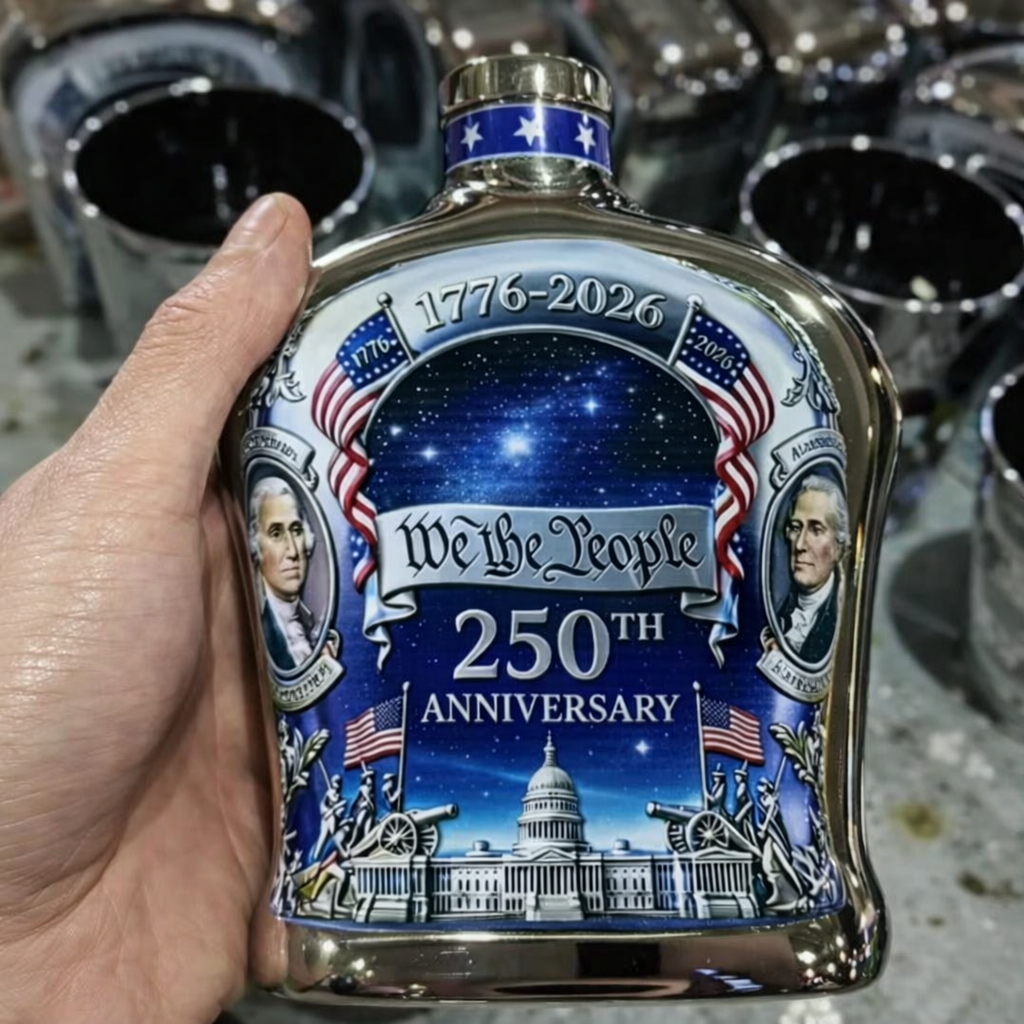 1776-2026
1776
2026
We the People
250TH
ANNIVERSARY